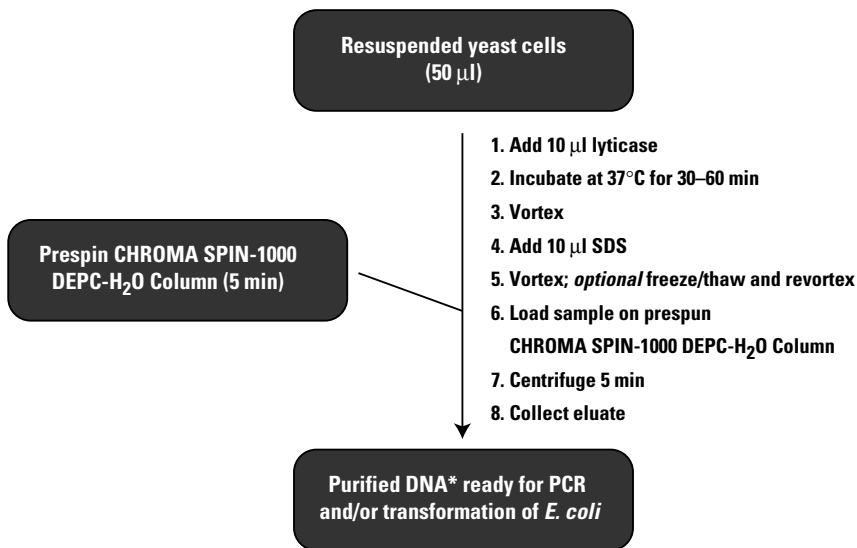 Resuspended yeast cells
(50 μl)
1. Add 10 μl lyticase
2. Incubate at 37°C for 30–60 min
3. Vortex
4. Add 10 μl SDS
5. Vortex; optional freeze/thaw and revortex
6. Load sample on prespun
CHROMA SPIN-1000 DEPC-H₂O Column
7. Centrifuge 5 min
8. Collect eluate
Prespin CHROMA SPIN-1000
DEPC-H₂O Column (5 min)
Purified DNA* ready for PCR
and/or transformation of E. coli